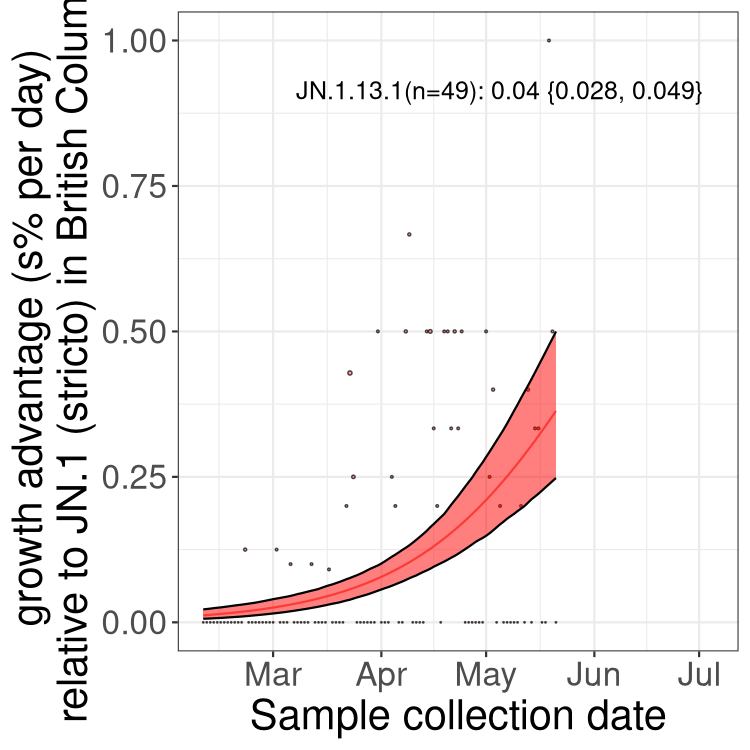 growth advantage (s% per day)
relative to JN.1 (stricto) in British Colum
1.00
0.75
0.50
0.25
0.00
JN.1.13.1(n=49): 0.04 {0.028, 0.049}
Mar Apr May Jun Jul
Sample collection date